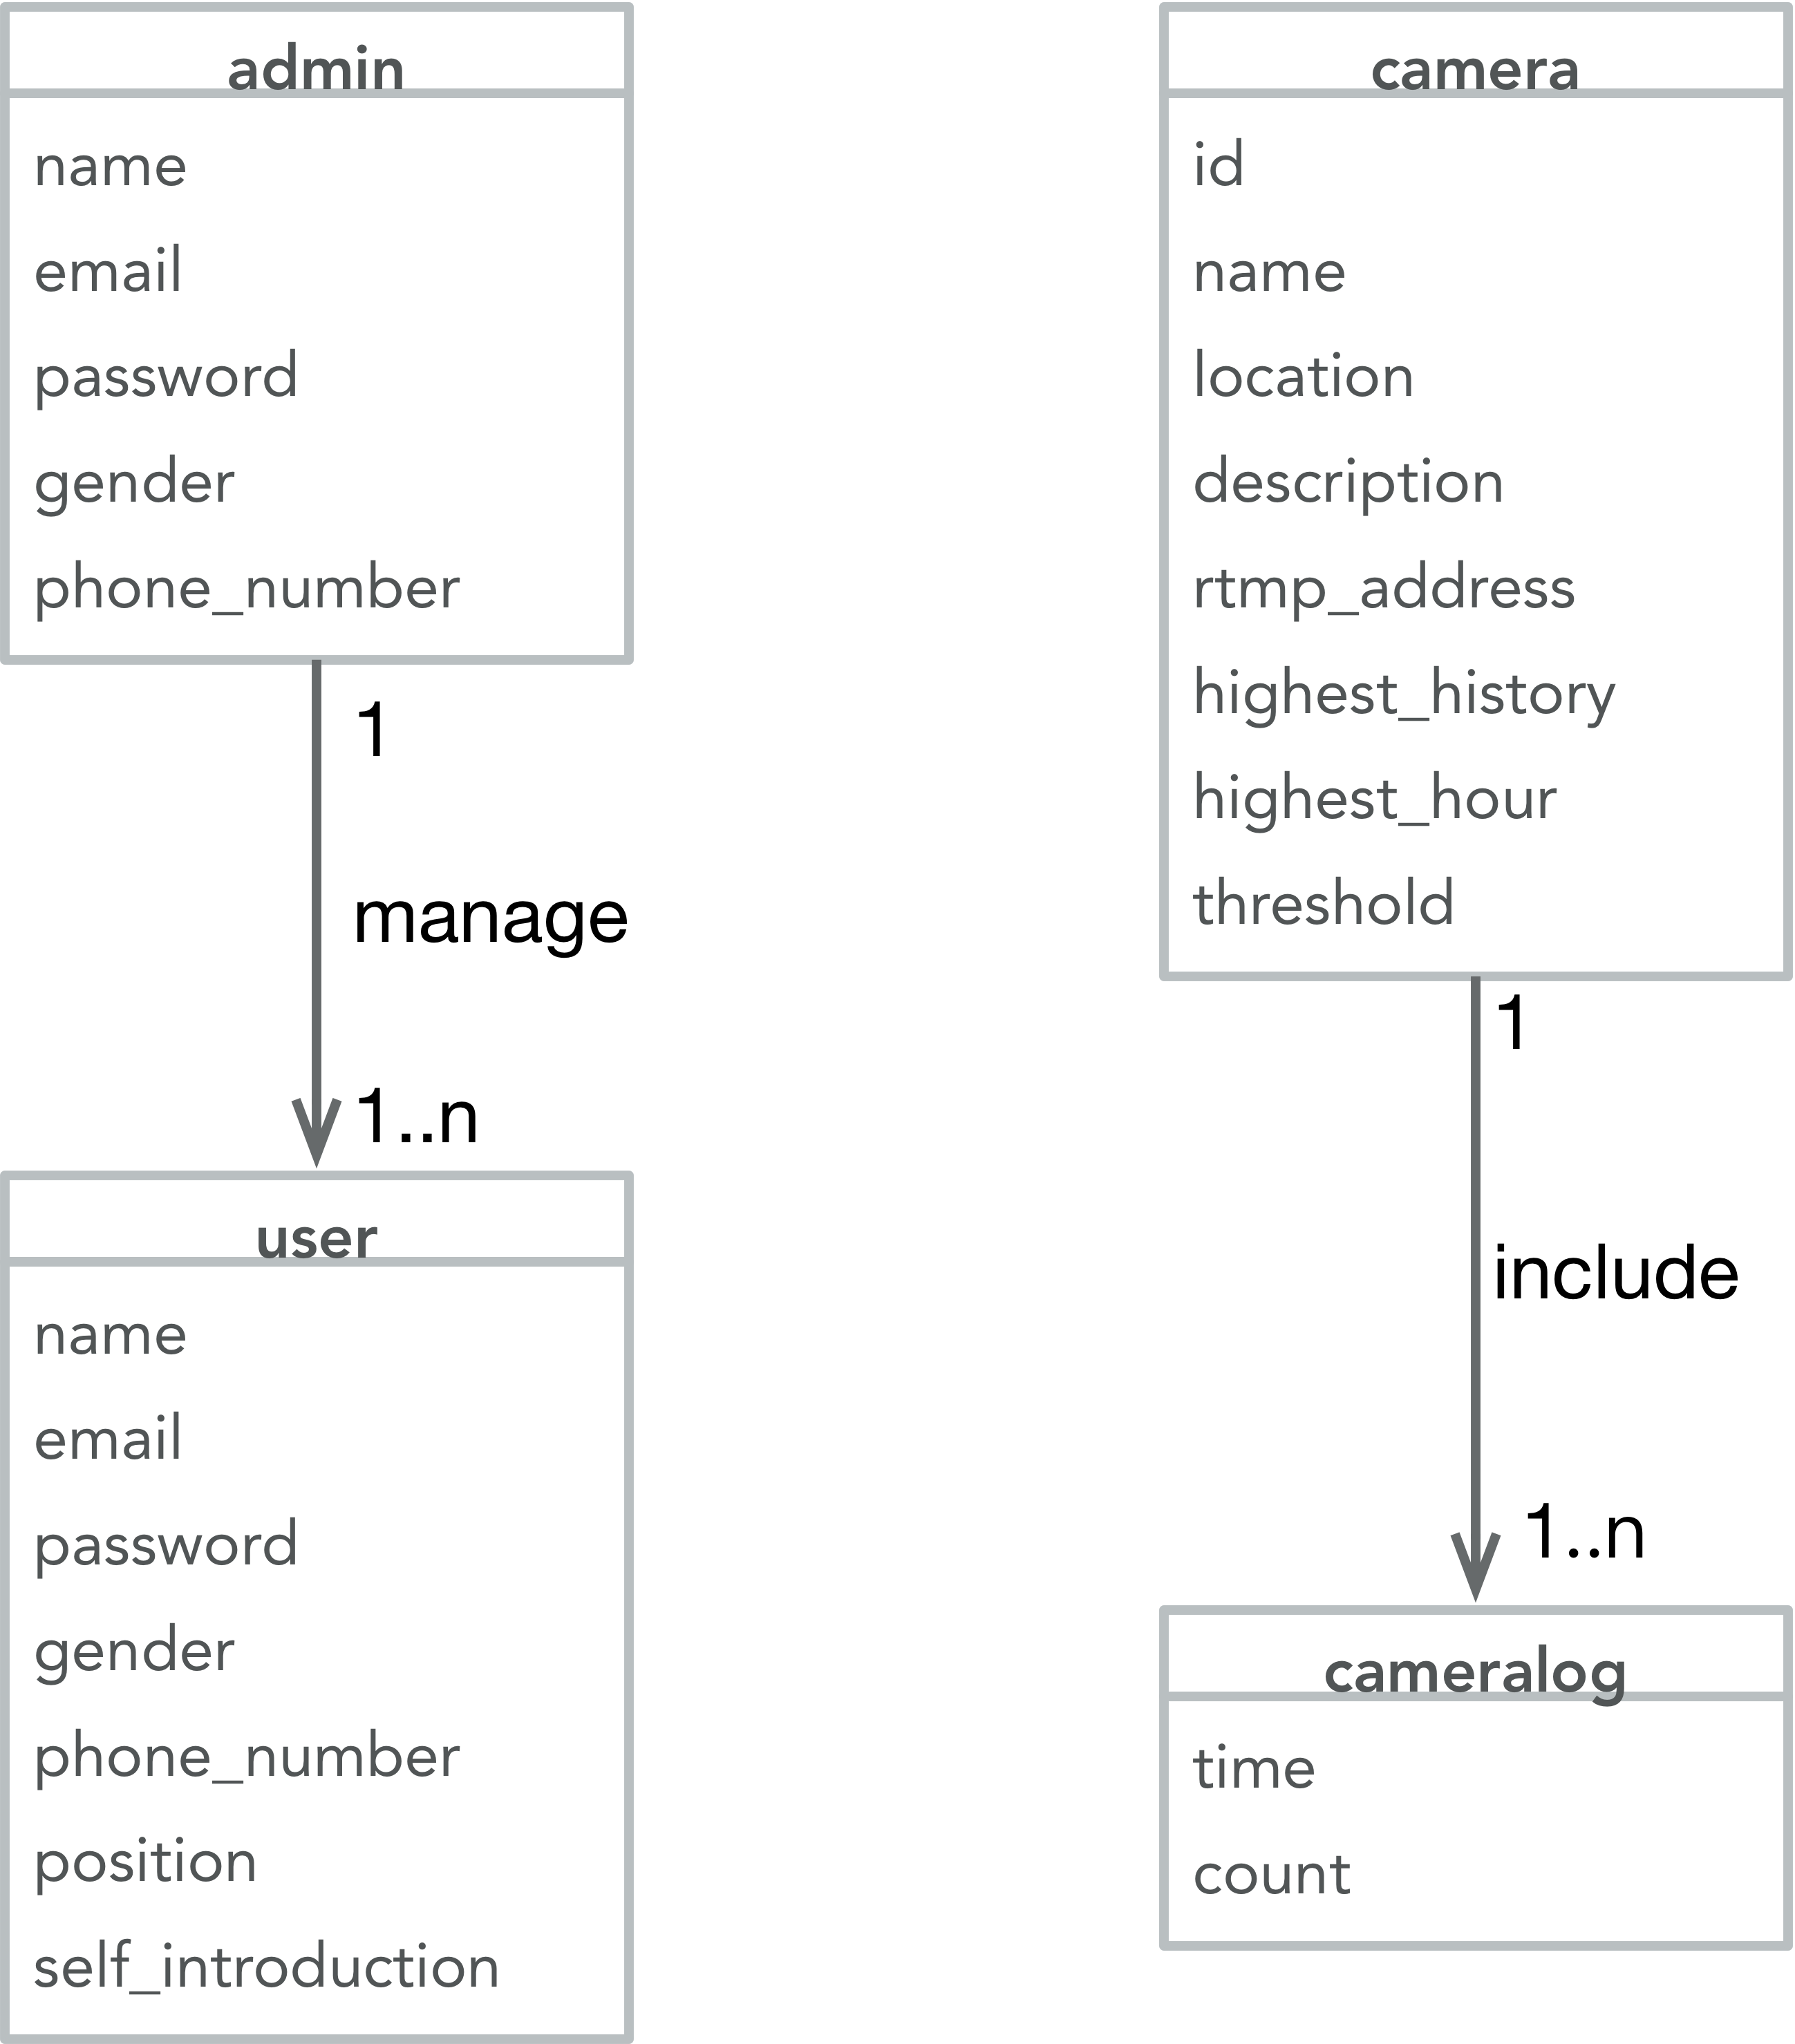 admin
name
email
password
gender
phone_number
1
manage
1..n
user
name
email
password
gender
phone_number
position
self_introduction
camera
id
name
location
description
rtmp_address
highest_history
highest_hour
threshold
1
include
1..n
cameralog
time
count